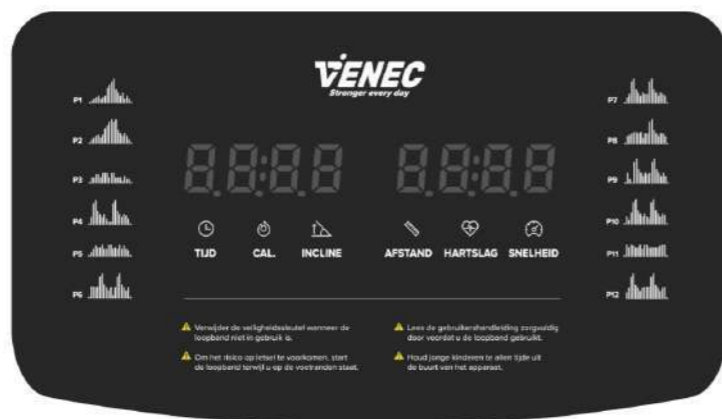 VENEC
Stronger every day
P1
P2
P3
P4
P5
P6
P7
P8
P9
P10
P11
P12
8.8:8.8 8.8:8.8
TIJD CAL. INCLINE AFSTAND HARTSLAG SNELHEID
Verwijder de veiligheidssleutel wanneer de
loopband niet in gebruik is.
Om het risico op letsel te voorkomen, start
de loopband terwijl u op de voetranden staat.
Lees de gebruikershandleiding zorgvuldig
door voordat u de loopband gebruikt.
Houd jonge kinderen te allen tijde uit
de buurt van het apparaat.